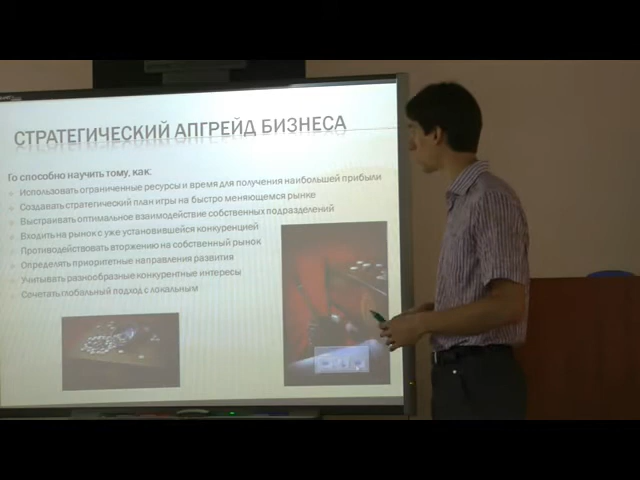 СТРАТЕГИЧЕСКИЙ АПГРЕЙД БИЗНЕСА
Го способно научить тому, как:
Использовать ограниченные ресурсы и время для получения наибольшей прибыли
Создавать стратегический план игры на быстро меняющемся рынке
Выстраивать оптимальное взаимодействие собственных подразделений
Входить на рынок с уже установившейся конкуренцией
Противодействовать вторжению на собственный рынок
Определять приоритетные направления развития
Учитывать разнообразные конкурентные интересы
Сочетать глобальный подход с локальным